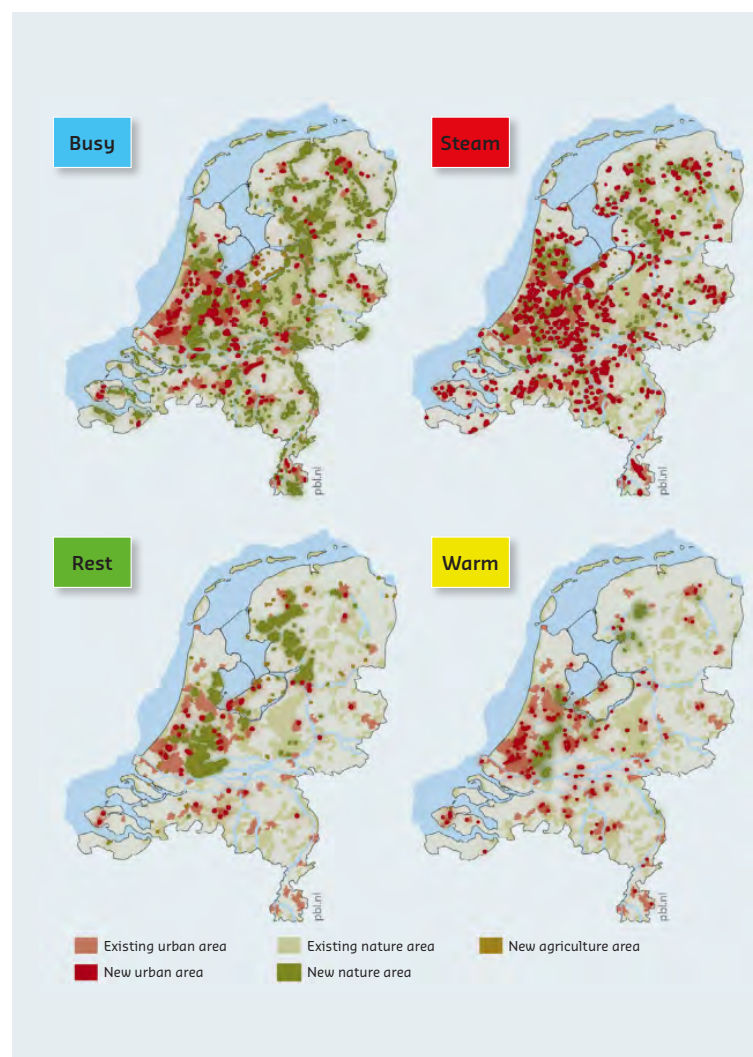 Busy
Steam
pbl.nl
pbl.nl
Rest
Warm
pbl.nl
pbl.nl
Existing urban area
Existing nature area
New agriculture area
New urban area
New nature area